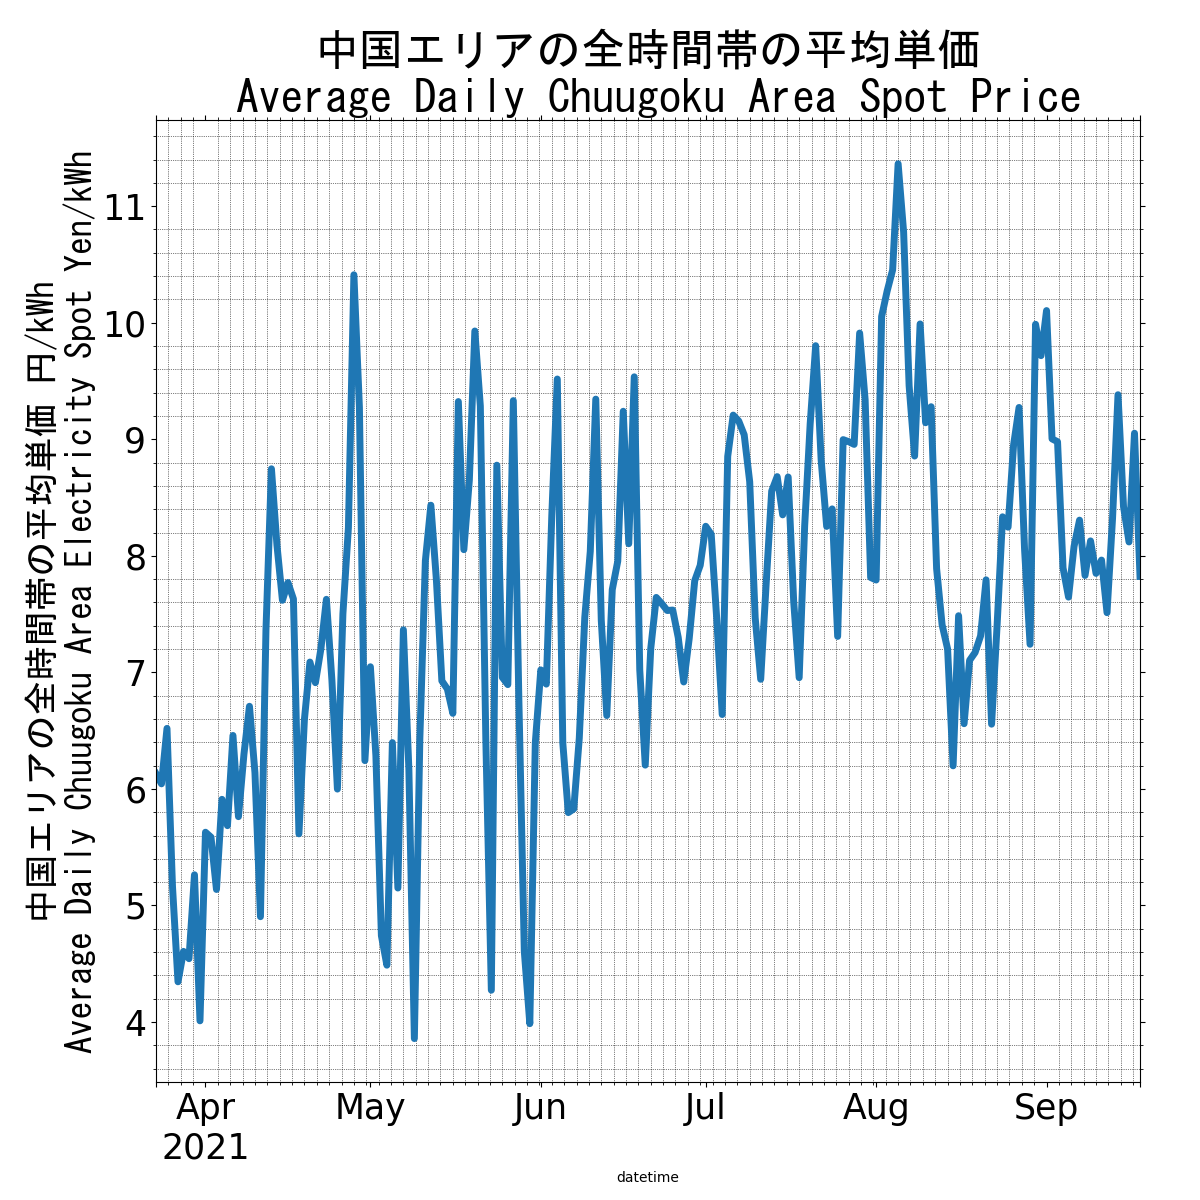 中国エリアの全時間帯の平均単価
Average Daily Chuugoku Area Spot Price
中国エリアの全時間帯の平均単価 円/kWh
Average Daily Chuugoku Area Electricity Spot Yen/kWh
11
10
9
8
7
6
5
4
Apr
May
Jun
Jul
Aug
Sep
2021
datetime